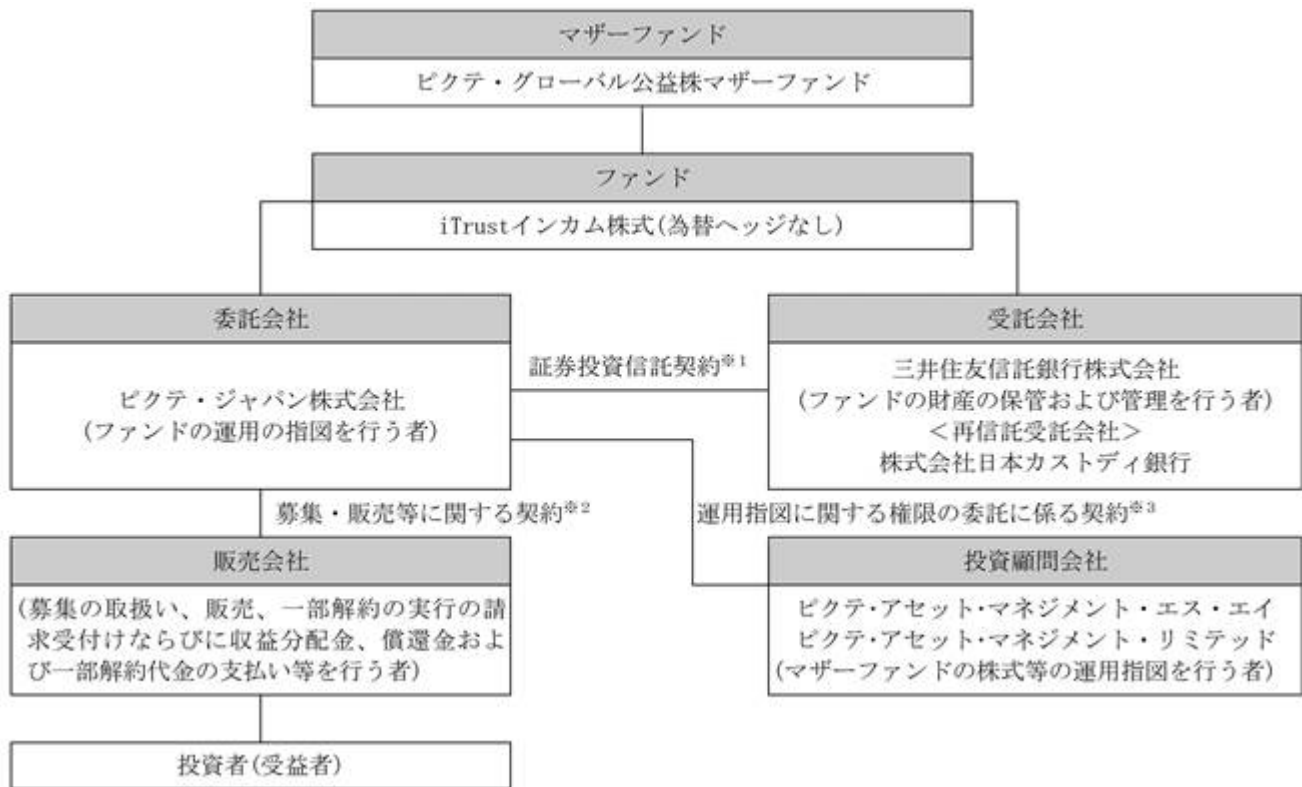 マザーファンド
ピクテ・グローバル公益株マザーファンド
ファンド
iTrustインカム株式(為替ヘッジなし)
委託会社
ピクテ・ジャパン株式会社
(ファンドの運用の指図を行う者)
証券投資信託契約※1
受託会社
三井住友信託銀行株式会社
(ファンドの財産の保管および管理を行う者)
＜再信託受託会社＞
株式会社日本カストディ銀行
募集・販売等に関する契約※2
運用指図に関する権限の委託に係る契約※3
販売会社
(募集の取扱い、販売、一部解約の実行の請
求受付けならびに収益分配金、償還金およ
び一部解約代金の支払い等を行う者)
投資顧問会社
ピクテ・アセット・マネジメント・エス・エイ
ピクテ・アセット・マネジメント・リミテッド
(マザーファンドの株式等の運用指図を行う者)
投資者(受益者)